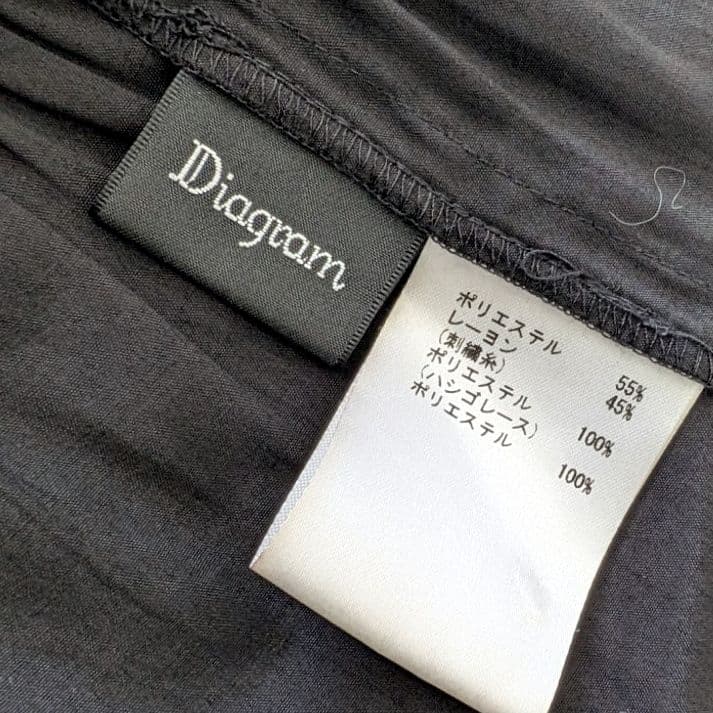 Diagram
ポリエステル 55%
レーヨン 45%
(刺繍糸)
ポリエステル 100%
(ハシゴレース)
ポリエステル 100%